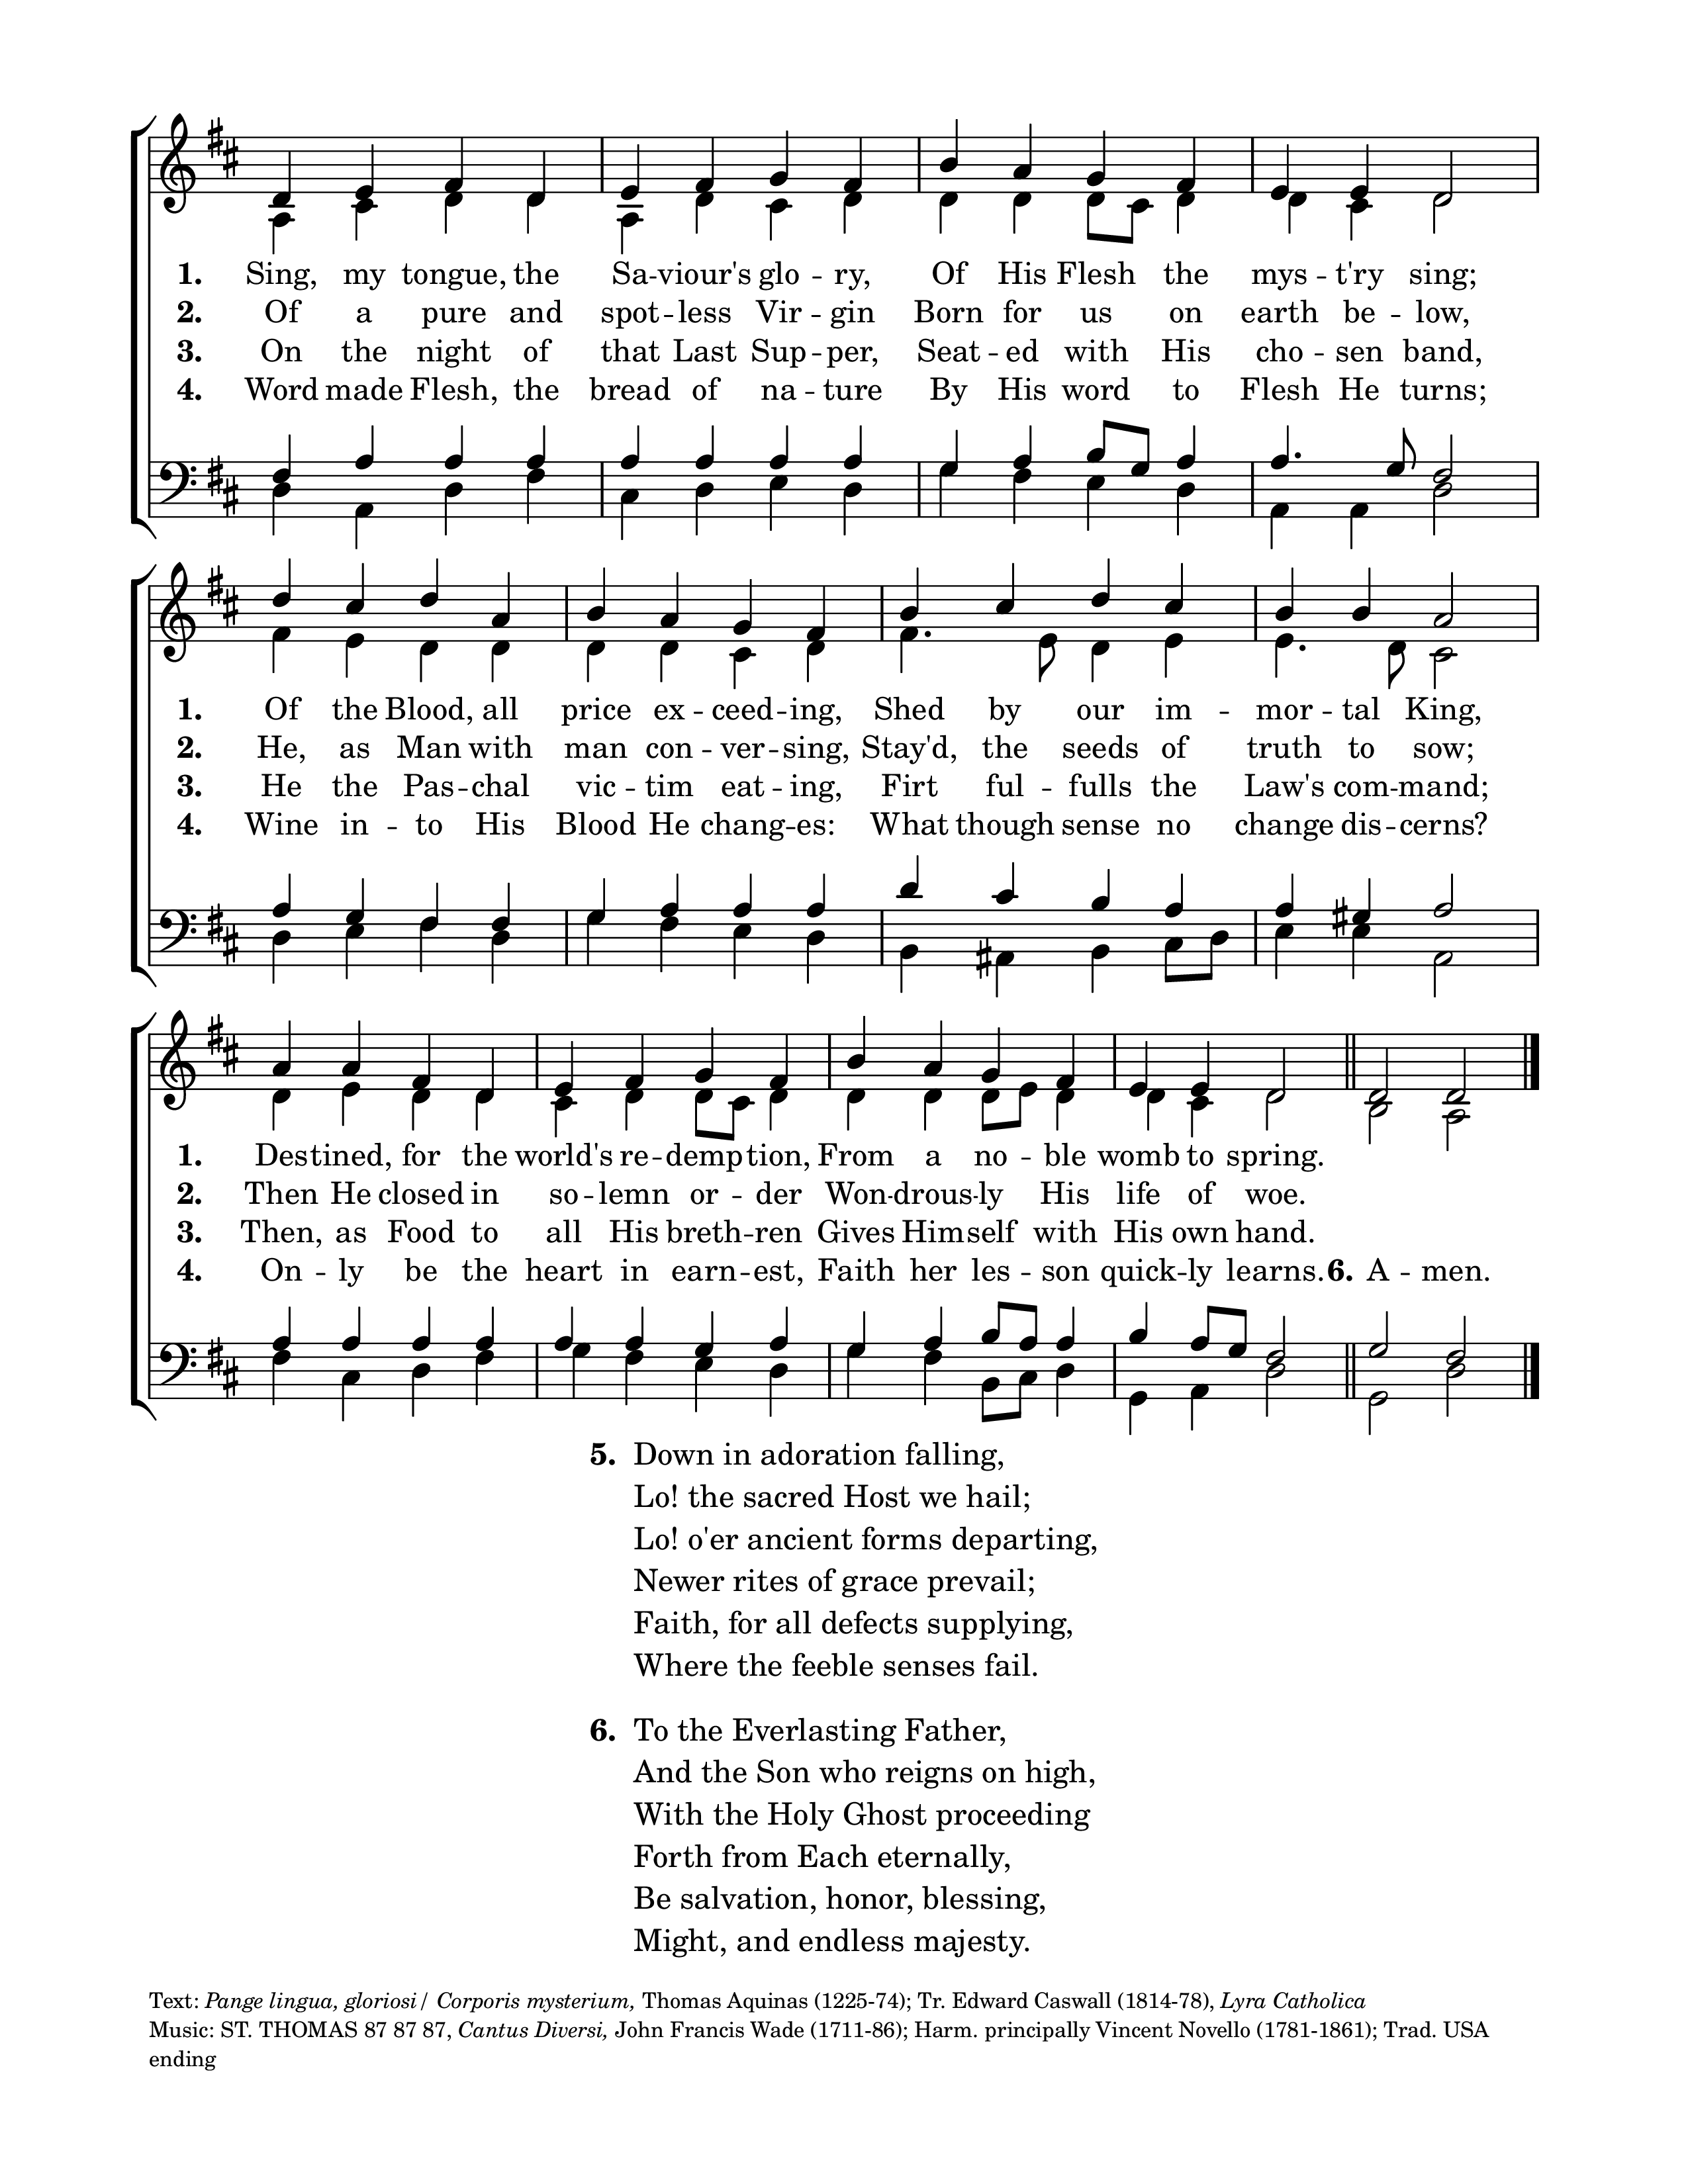 1. Sing, my tongue, the Sa -- viour's glo -- ry, Of His Flesh the mys -- t'ry sing;
2. Of a pure and spot -- less Vir -- gin Born for us on earth be -- low,
3. On the night of that Last Sup -- per, Seat -- ed with His cho -- sen band,
4. Word made Flesh, the bread of na -- ture By His word to Flesh He turns;
1. Of the Blood, all price ex -- ceed -- ing, Shed by our im -- mor -- tal King,
2. He, as Man with man con -- ver -- sing, Stay'd, the seeds of truth to sow;
3. He the Pas -- chal vic -- tim eat -- ing, Firt ful -- fulls the Law's com -- mand;
4. Wine in -- to His Blood He chang -- es: What though sense no change dis -- cerns?
1. Destined, for the world's re -- demp -- tion, From a no -- ble womb to spring.
2. Then He closed in so -- lemn or -- der Won -- drous -- ly His life of woe.
3. Then, as Food to all His breth -- ren Gives Himself with His own hand.
4. On -- ly be the heart in earn -- est, Faith her les -- son quick -- ly learns. 6. A -- men.
5. Down in adoration falling,
Lo! the sacred Host we hail;
Lo! o'er ancient forms departing,
Newer rites of grace prevail;
Faith, for all defects supplying,
Where the feeble senses fail.
6. To the Everlasting Father,
And the Son who reigns on high,
With the Holy Ghost proceeding
Forth from Each eternally,
Be salvation, honor, blessing,
Might, and endless majesty.
Text: Pange lingua, gloriosi/ Corporis mysterium, Thomas Aquinas (1225-74); Tr. Edward Caswall (1814-78), Lyra Catholica
Music: ST. THOMAS 87 87 87, Cantus Diversi, John Francis Wade (1711-86); Harm. principally Vincent Novello (1781-1861); Trad. USA
ending